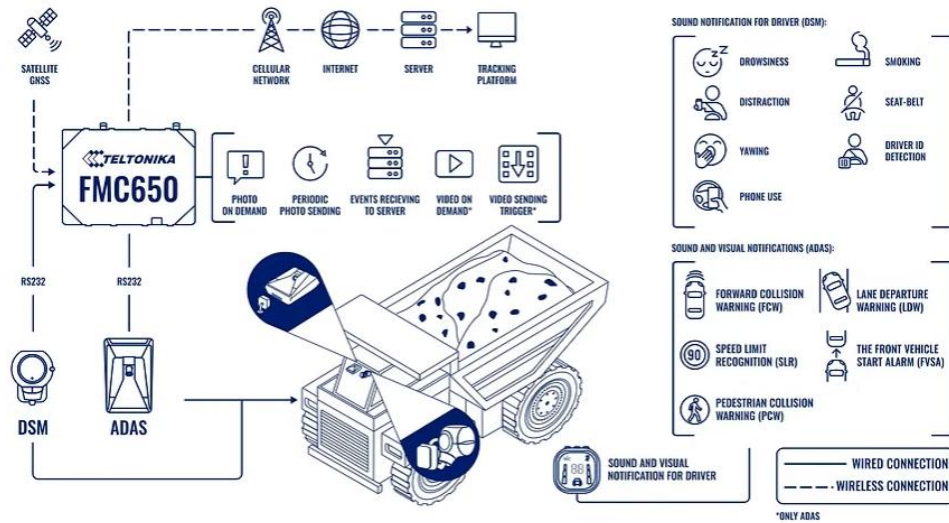 SOUND NOTIFICATION FOR DRIVER (DSM):
SATELLITE
GNSS
CELLULAR
NETWORK
INTERNET
SERVER
TRACKING
PLATFORM
DROWSINESS
SMOKING
DISTRACTION
SEAT-BELT
YAWING
DRIVER ID
DETECTION
PHONE USE
TELTONIKA
FMC650
PHOTO
ON DEMAND
PERIODIC
PHOTO SENDING
EVENTS RECIEVING
TO SERVER
VIDEO ON
DEMAND*
VIDEO SENDING
TRIGGER*
SOUND AND VISUAL NOTIFICATIONS (ADAS):
RS232
RS232
FORWARD COLLISION
WARNING (FCW)
LANE DEPARTURE
WARNING (LDW)
90
SPEED LIMIT
RECOGNITION (SLR)
THE FRONT VEHICLE
START ALARM (FVSA)
PEDESTRIAN COLLISION
WARNING (PCW)
DSM
ADAS
88
SOUND AND VISUAL
NOTIFICATION FOR DRIVER
WIRED CONNECTION
WIRELESS CONNECTION
*ONLY ADAS